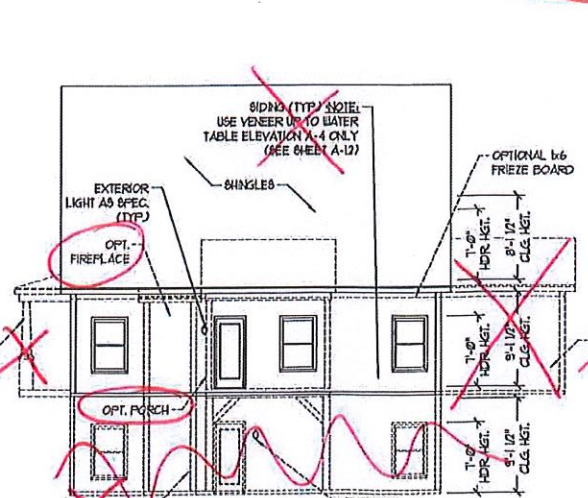 SIDING (TYP.) NOTE:
USE VENEER UP TO WATER
TABLE ELEVATION A-4 ONLY
(SEE SHEET A-12)
OPTIONAL 1x6
FRIEZE BOARD
SHINGLES
EXTERIOR
LIGHT AS SPEC.
(TYP.)
OPT.
FIREPLACE
7'-0"
HDR. HGT.
8'-1 1/2"
CLG. HGT.
7'-0"
HDR. HGT.
9'-1 1/2"
CLG. HGT.
OPT. PORCH
7'-0"
HDR. HGT.
9'-1 1/2"
CLG. HGT.